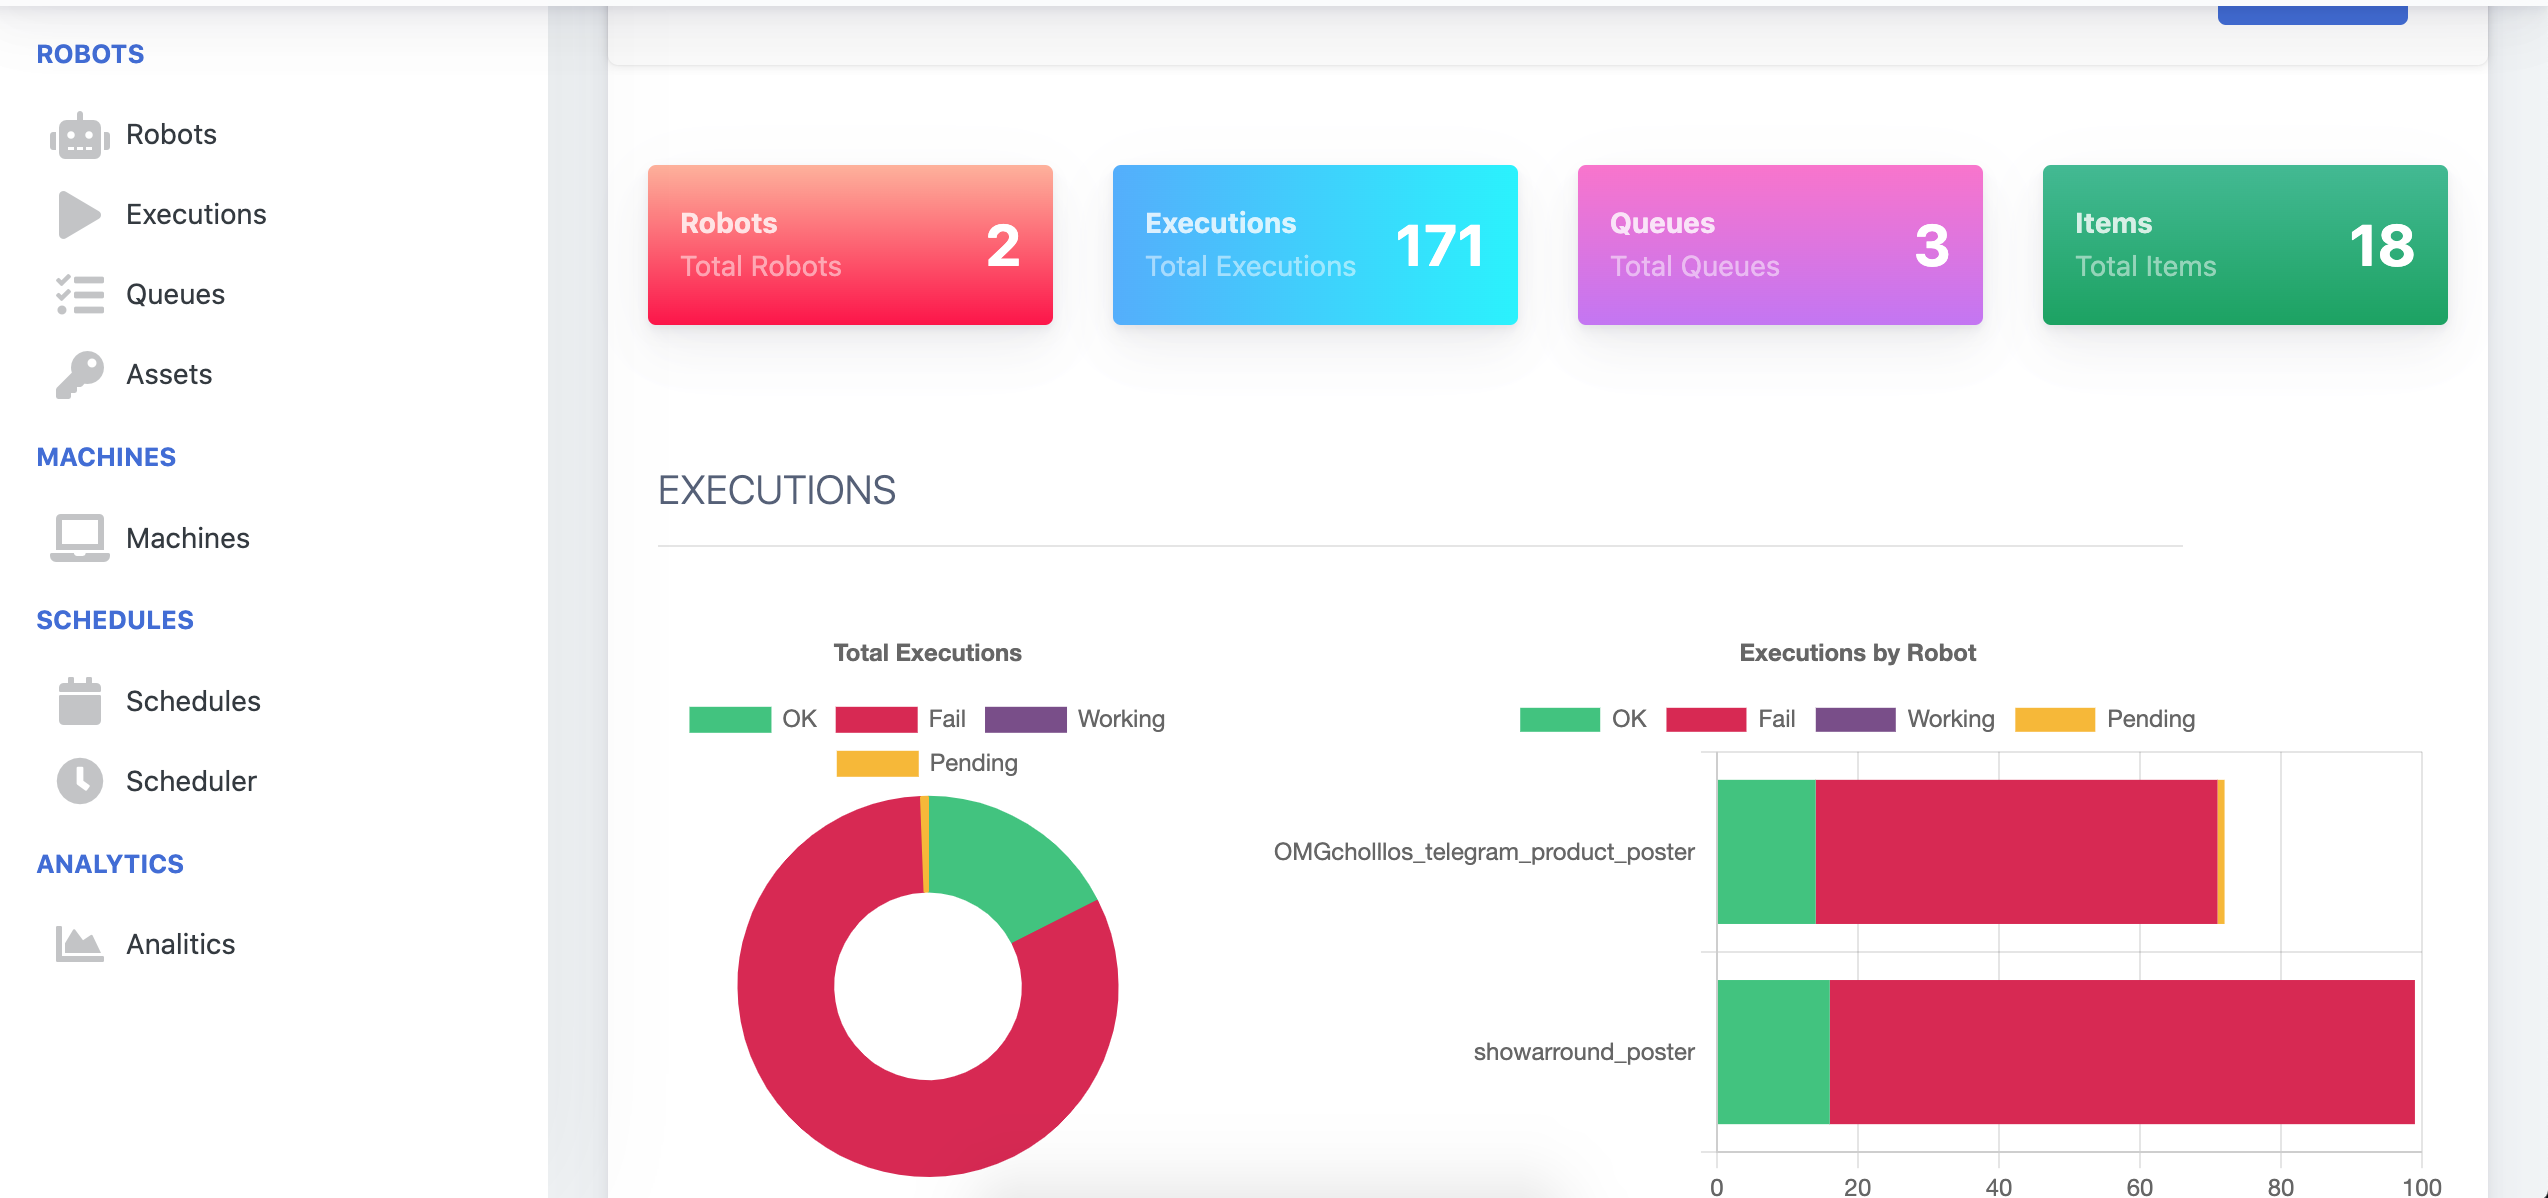 ROBOTS
Robots
Executions
Queues
Assets
MACHINES
Machines
SCHEDULES
Schedules
Scheduler
ANALYTICS
Analitics
Robots
Total Robots
2
Executions
Total Executions
171
Queues
Total Queues
3
Items
Total Items
18
EXECUTIONS
Total Executions
OK Fail Working
Pending
Executions by Robot
OK Fail Working Pending
OMGcholllos_telegram_product_poster
showarround_poster
0 20 40 60 80 100